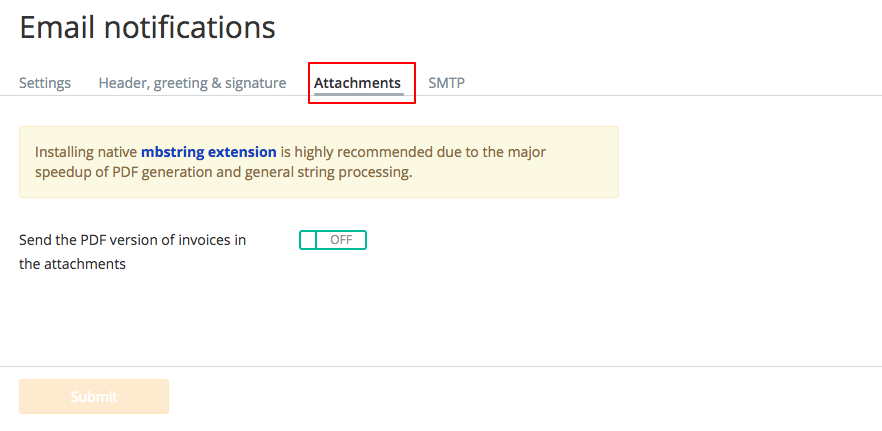 Email notifications
Settings Header, greeting & signature Attachments SMTP
Installing native mbstring extension is highly recommended due to the major
speedup of PDF generation and general string processing.
Send the PDF version of invoices in OFF
the attachments
Submit